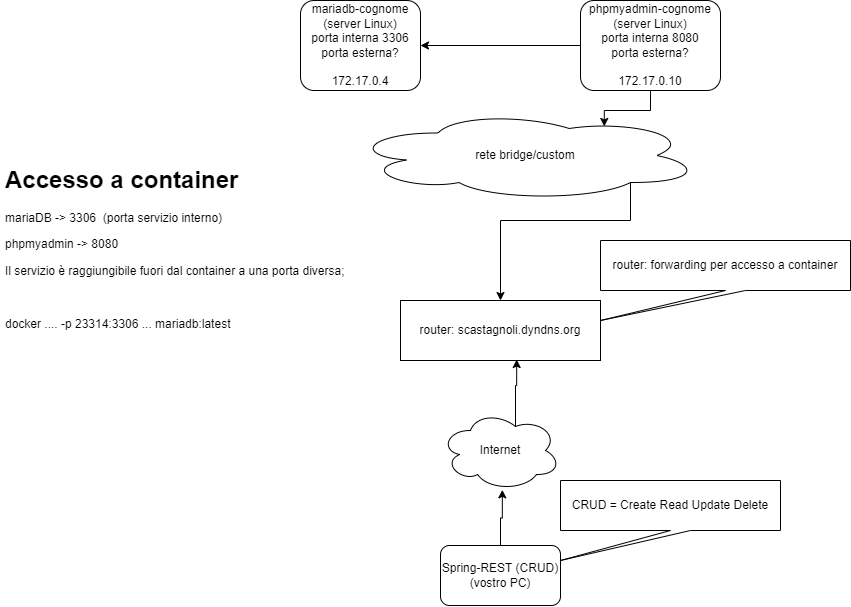 mariadb-cognome
(server Linux)
porta interna 3306
porta esterna?
172.17.0.4
phpmyadmin-cognome
(server Linux)
porta interna 8080
porta esterna?
172.17.0.10
rete bridge/custom
Accesso a container
mariaDB -> 3306 (porta servizio interno)
phpmyadmin -> 8080
Il servizio è raggiungibile fuori dal container a una porta diversa;
docker .... -p 23314:3306 ... mariadb:latest
router: forwarding per accesso a container
router: scastagnoli.dyndns.org
Internet
CRUD = Create Read Update Delete
Spring-REST (CRUD)
(vostro PC)